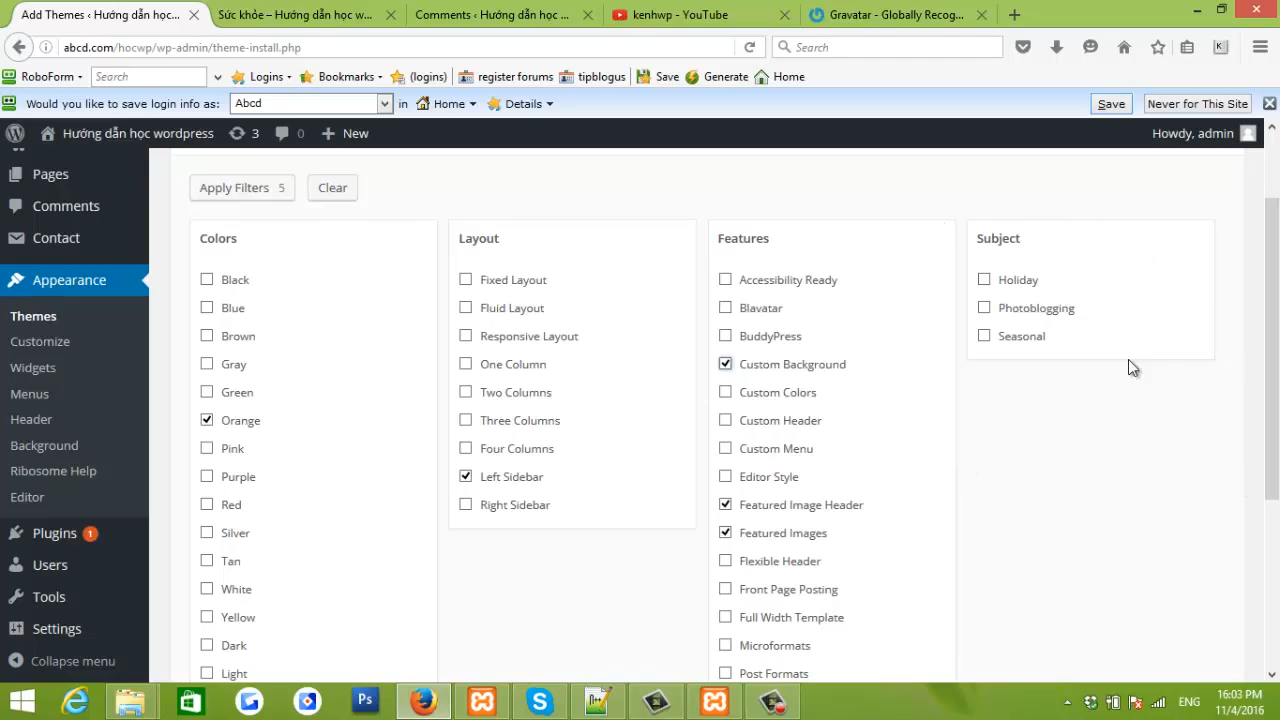 Add Themes ‹ Hướng dẫn học...
Sức khỏe – Hướng dẫn học w...
Comments ‹ Hướng dẫn học ...
kenhwp - YouTube
Gravatar - Globally Recog...
abcd.com/hocwp/wp-admin/theme-install.php
Search
RoboForm
Search
Logins
Bookmarks
(logins)
register forums
tipblogus
Save
Generate
Home
Would you like to save login info as:
Abcd
in
Home
Details
Save
Never for This Site
Hướng dẫn học wordpress
3
0
New
Howdy, admin
Pages
Comments
Contact
Appearance
Themes
Customize
Widgets
Menus
Header
Background
Ribosome Help
Editor
Plugins 1
Users
Tools
Settings
Collapse menu
Apply Filters 5
Clear
Colors
Black
Blue
Brown
Gray
Green
Orange
Pink
Purple
Red
Silver
Tan
White
Yellow
Dark
Light
Layout
Fixed Layout
Fluid Layout
Responsive Layout
One Column
Two Columns
Three Columns
Four Columns
Left Sidebar
Right Sidebar
Features
Accessibility Ready
Blavatar
BuddyPress
Custom Background
Custom Colors
Custom Header
Custom Menu
Editor Style
Featured Image Header
Featured Images
Flexible Header
Front Page Posting
Full Width Template
Microformats
Post Formats
Subject
Holiday
Photoblogging
Seasonal
Ps
ENG
16:03 PM
11/4/2016